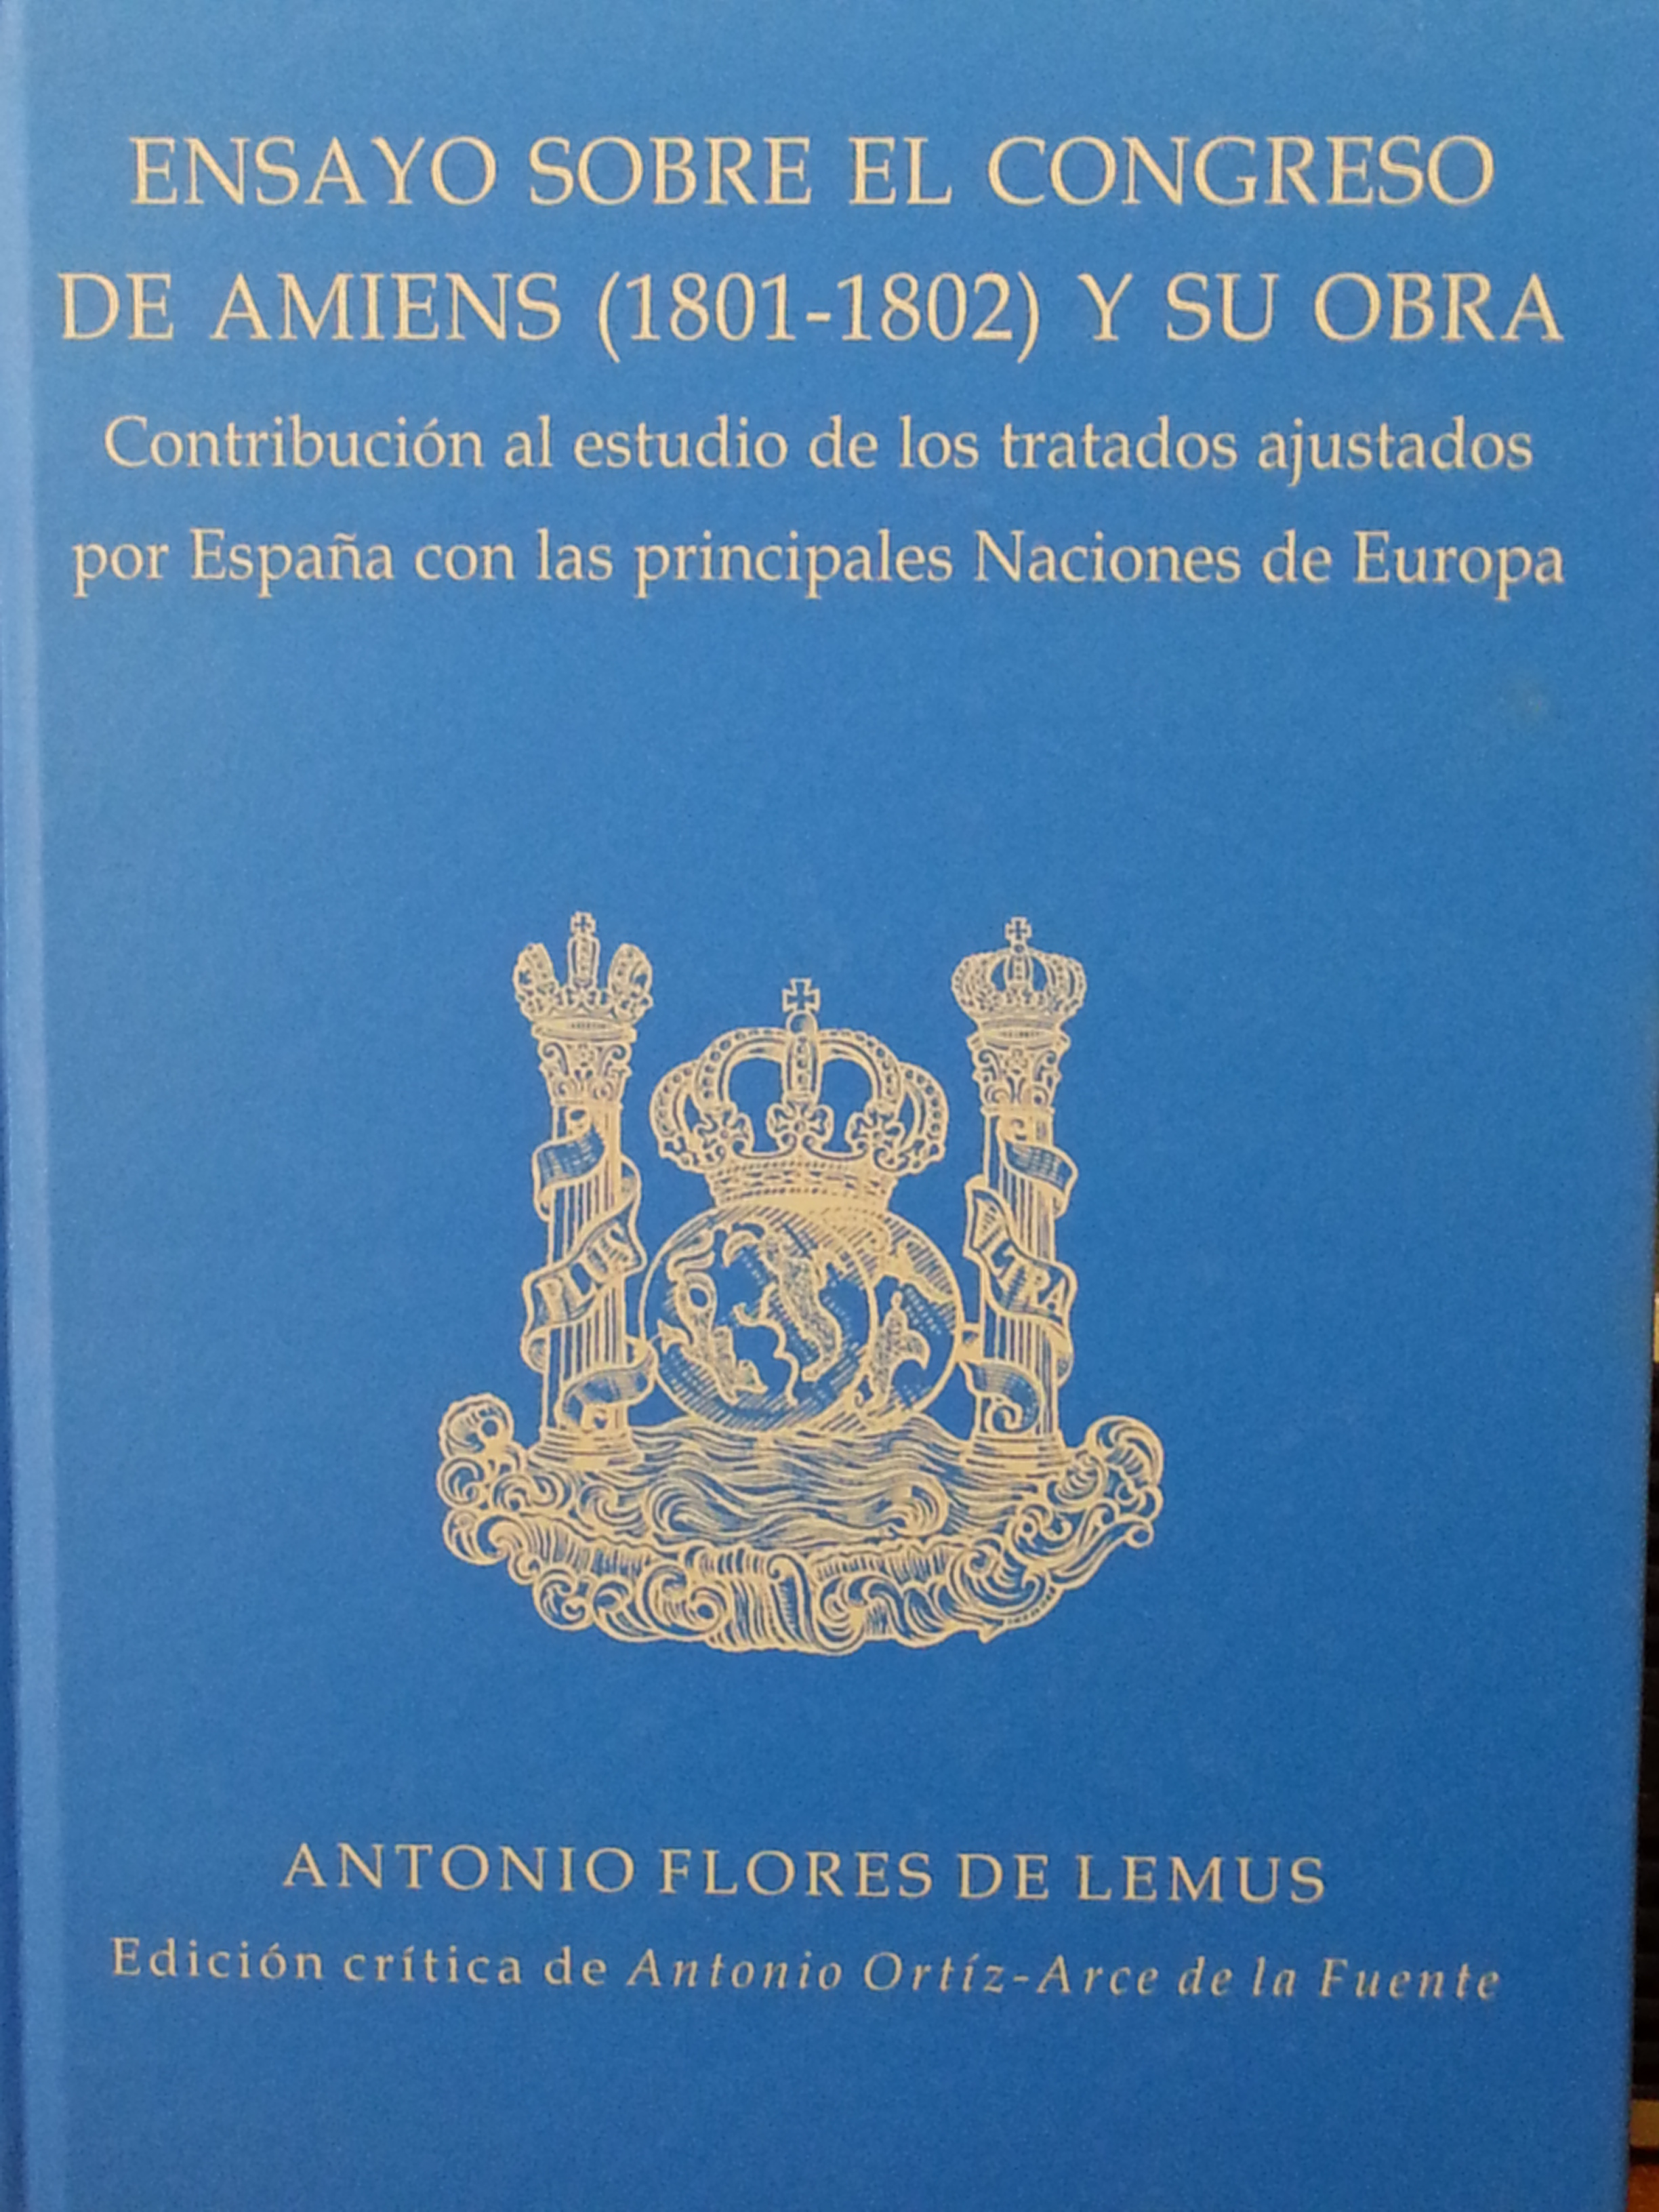 ENSAYO SOBRE EL CONGRESO
DE AMIENS (1801-1802) Y SU OBRA
Contribución al estudio de los tratados ajustados
por España con las principales Naciones de Europa
PLUS
VLTRA
ANTONIO FLORES DE LEMUS
Edición crítica de Antonio Ortíz-Arce de la Fuente